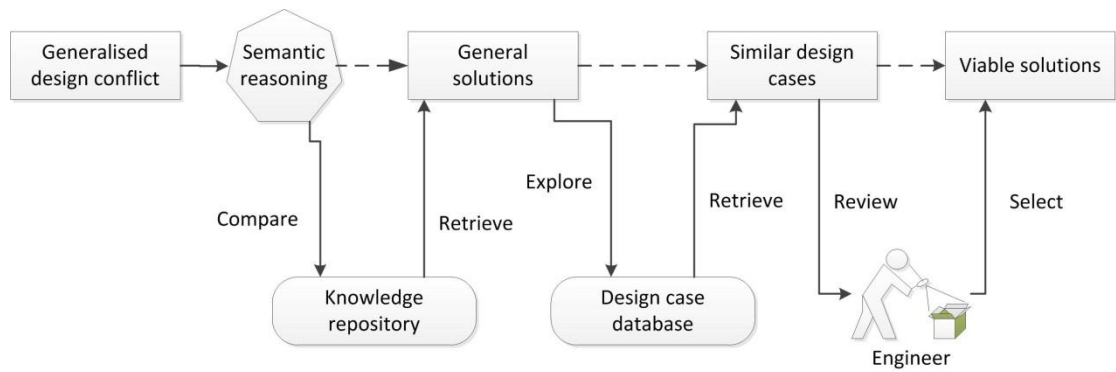 Generalised
design conflict
Semantic
reasoning
General
solutions
Similar design
cases
Viable solutions
Compare
Retrieve
Explore
Retrieve
Review
Select
Knowledge
repository
Design case
database
Engineer